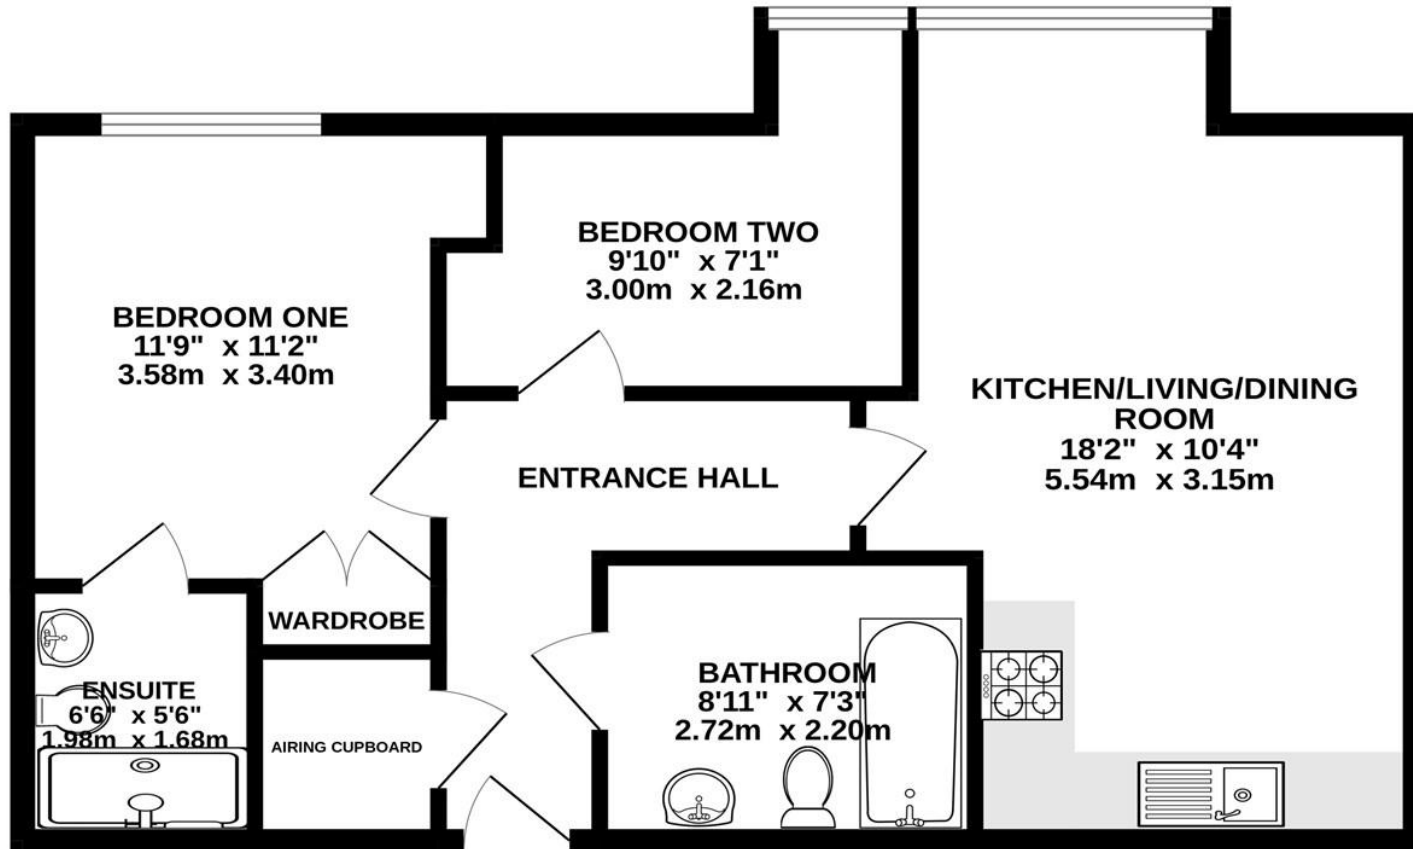 BEDROOM ONE
11'9" x 11'2"
3.58m x 3.40m
BEDROOM TWO
9'10" x 7'1"
3.00m x 2.16m
KITCHEN/LIVING/DINING
ROOM
18'2" x 10'4"
5.54m x 3.15m
ENTRANCE HALL
WARDROBE
ENSUITE
6'6" x 5'6"
1.98m x 1.68m
AIRING CUPBOARD
BATHROOM
8'11" x 7'3"
2.72m x 2.20m